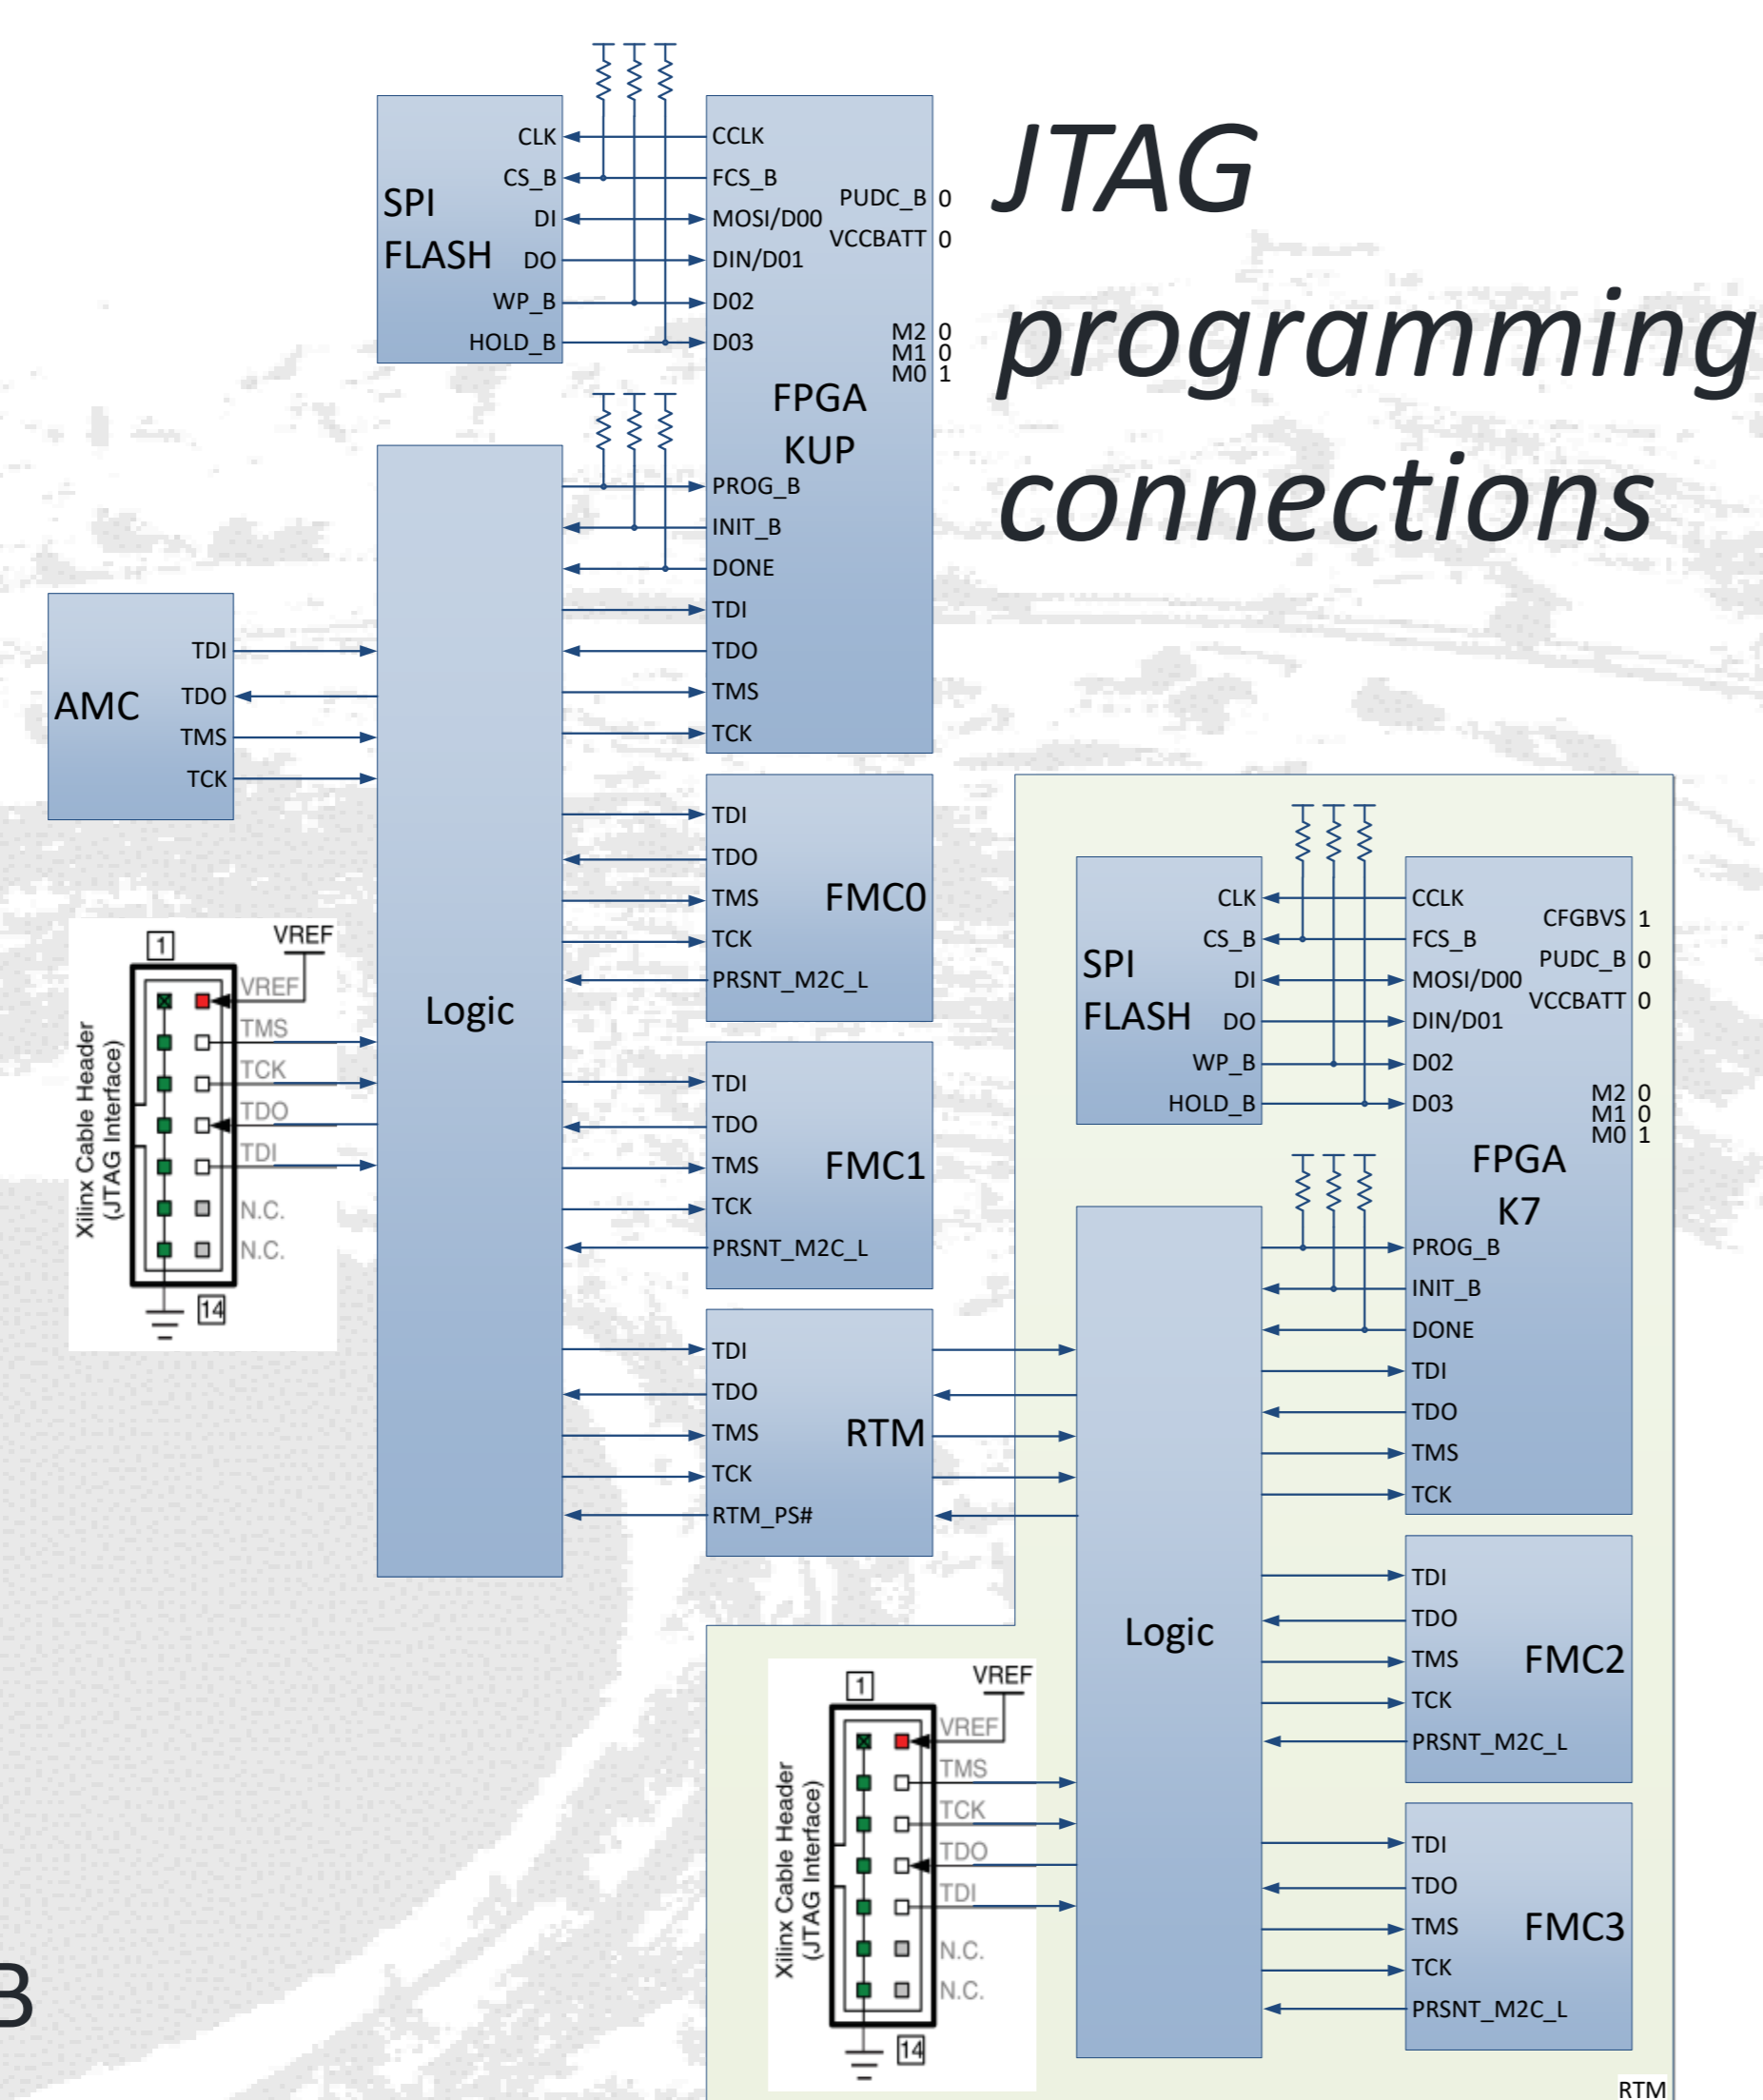 JTAG
programming
connections
SPI
FLASH
CLK
CS_B
DI
DO
WP_B
HOLD_B
CCLK
FCS_B
MOSI/D00
DIN/D01
D02
D03
PUDC_B 0
VCCBATT 0
M2 0
M1 0
M0 1
FPGA
KUP
PROG_B
INIT_B
DONE
TDI
TDO
TMS
TCK
AMC
TDI
TDO
TMS
TCK
Logic
TDI
TDO
TMS
TCK
PRSNT_M2C_L
FMC0
TDI
TDO
TMS
TCK
PRSNT_M2C_L
FMC1
TDI
TDO
TMS
TCK
RTM_PS#
RTM
Xilinx Cable Header
(JTAG Interface)
1
VREF
VREF
TMS
TCK
TDO
TDI
N.C.
N.C.
14
SPI
FLASH
CLK
CS_B
DI
DO
WP_B
HOLD_B
CCLK
FCS_B
MOSI/D00
DIN/D01
D02
D03
CFGBVS 1
PUDC_B 0
VCCBATT 0
M2 0
M1 0
M0 1
FPGA
K7
PROG_B
INIT_B
DONE
TDI
TDO
TMS
TCK
Logic
TDI
TDO
TMS
TCK
PRSNT_M2C_L
FMC2
TDI
TDO
TMS
TCK
PRSNT_M2C_L
FMC3
Xilinx Cable Header
(JTAG Interface)
1
VREF
VREF
TMS
TCK
TDO
TDI
N.C.
N.C.
14
B
RTM